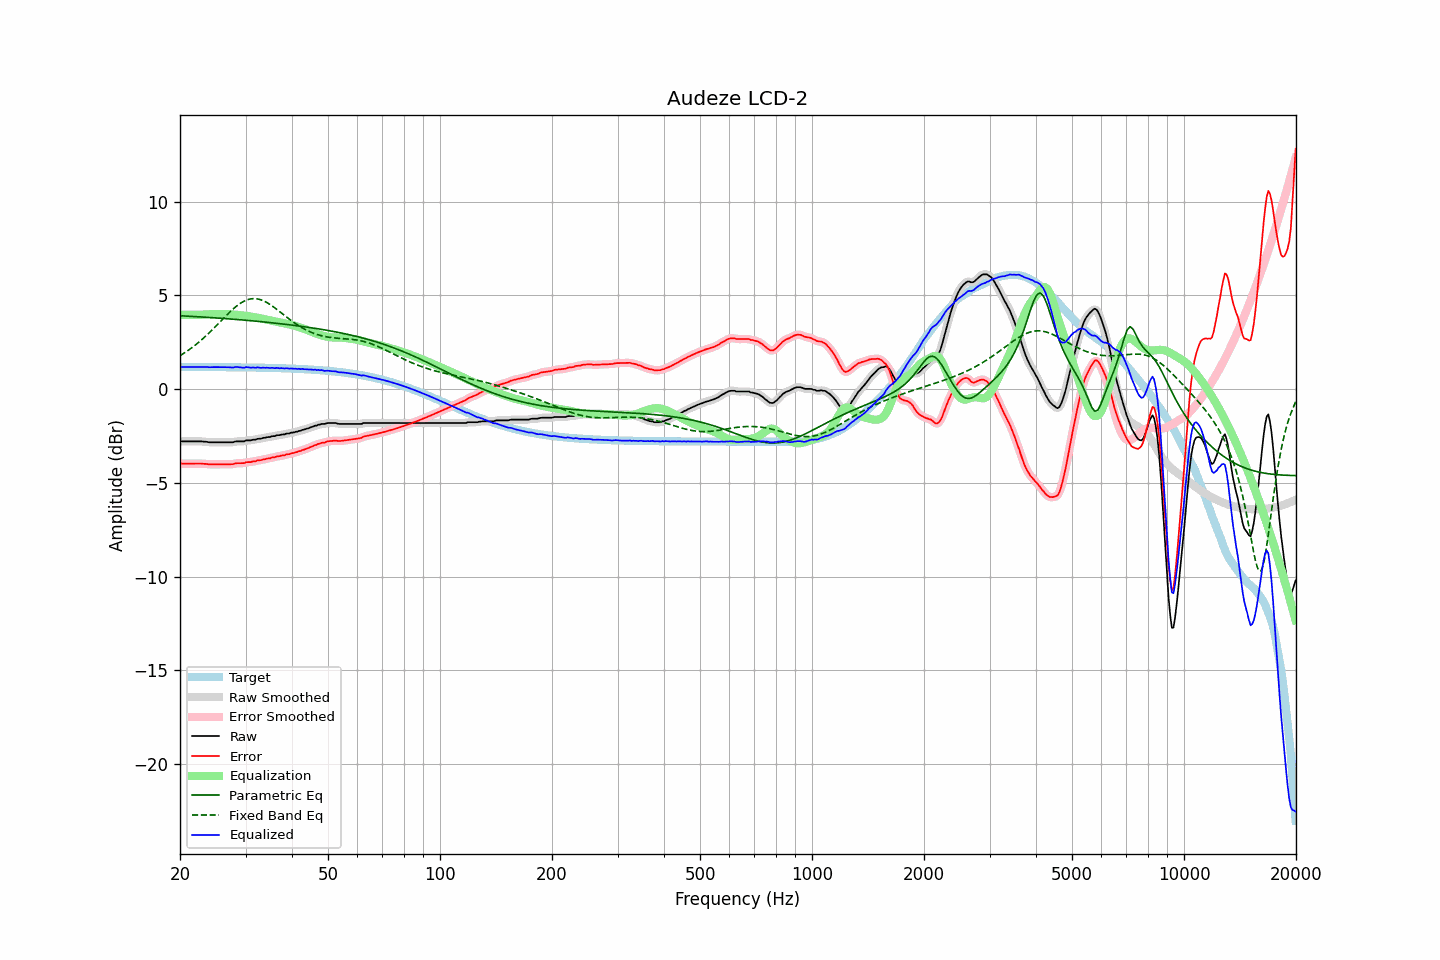 Audeze LCD-2
10
5
0
−5
−10
−15
−20
Amplitude (dBr)
Target
Raw Smoothed
Error Smoothed
Raw
Error
Equalization
Parametric Eq
Fixed Band Eq
Equalized
20 50 100 200 500 1000 2000 5000 10000 20000
Frequency (Hz)